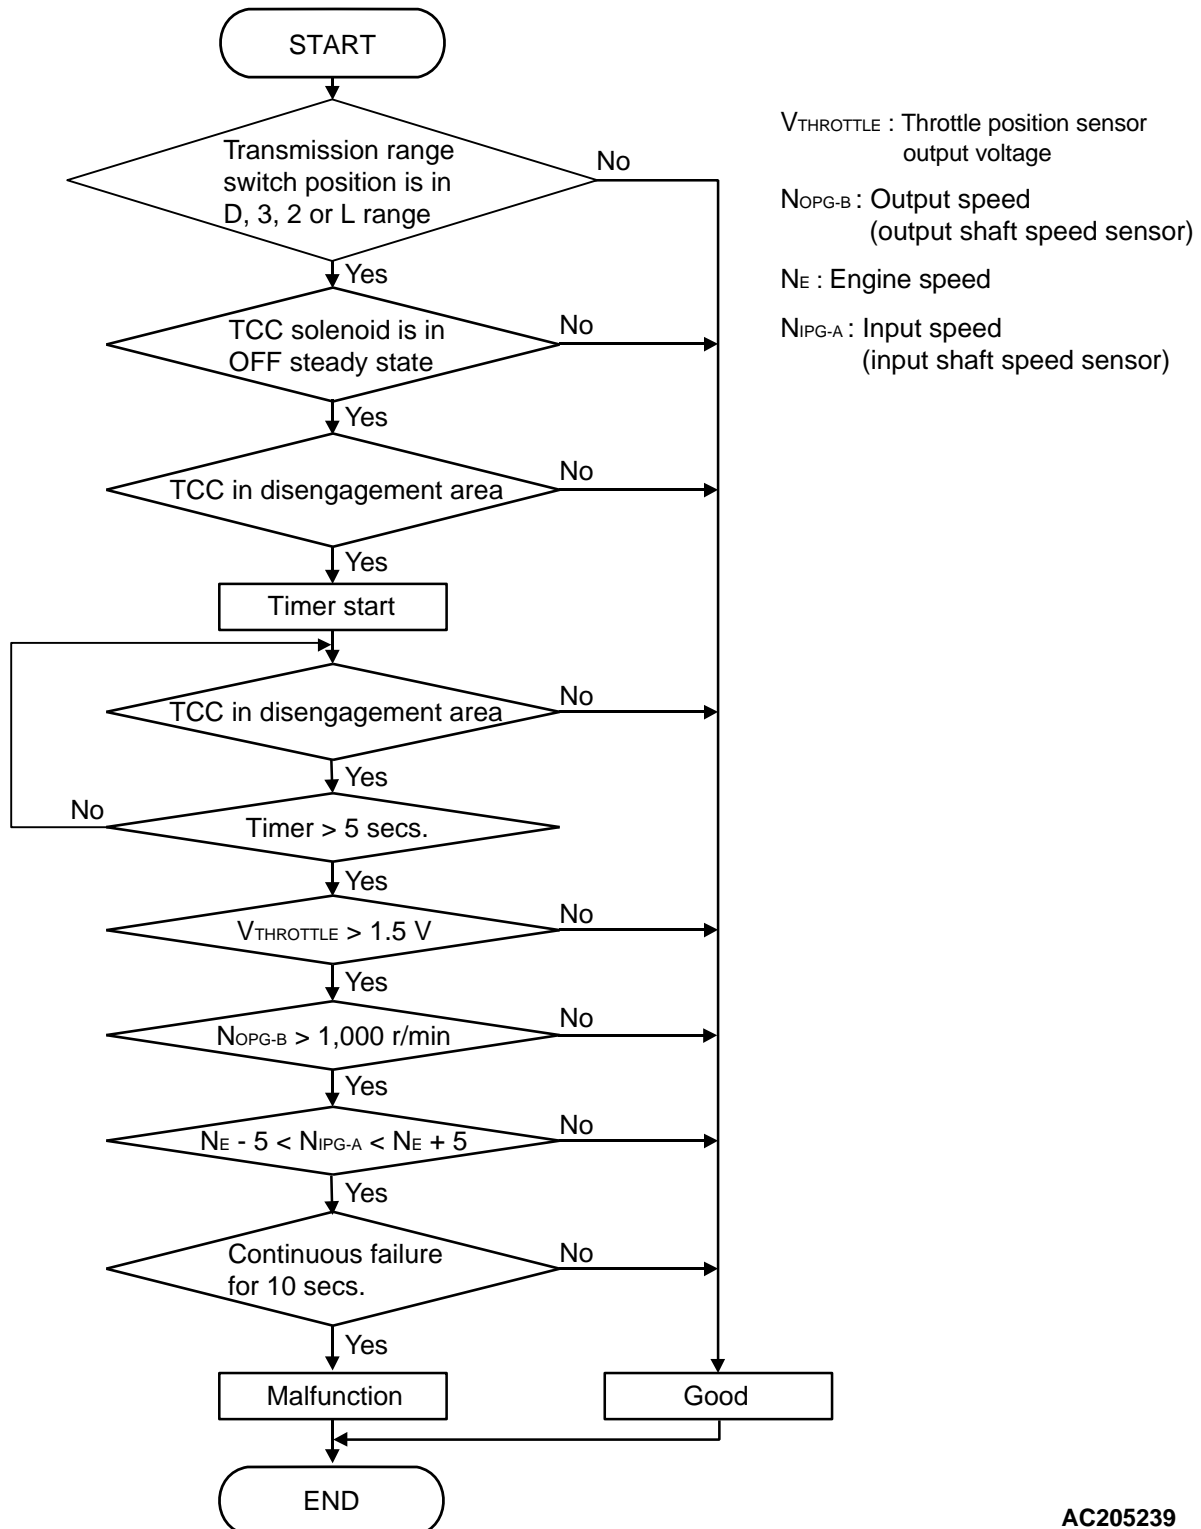 START
Transmission range
switch position is in
D, 3, 2 or L range
No
Yes
TCC solenoid is in
OFF steady state
No
Yes
TCC in disengagement area
No
Yes
Timer start
TCC in disengagement area
No
Yes
Timer > 5 secs.
No
Yes
VTHROTTLE > 1.5 V
No
Yes
NOPG-B > 1,000 r/min
No
Yes
NE - 5 < NIPG-A < NE + 5
No
Yes
Continuous failure
for 10 secs.
No
Yes
Malfunction
Good
END
VTHROTTLE : Throttle position sensor
output voltage
NOPG-B : Output speed
(output shaft speed sensor)
NE : Engine speed
NIPG-A : Input speed
(input shaft speed sensor)
AC205239